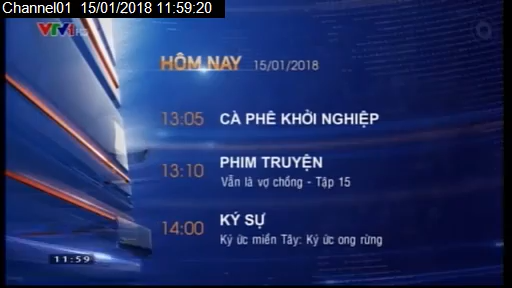 Channel01 15/01/2018 11:59:20
VTV1 HD
HÔM NAY 15/01/2018
13:05 CÀ PHÊ KHỞI NGHIỆP
13:10 PHIM TRUYỆN
Vẫn là vợ chồng - Tập 15
14:00 KÝ SỰ
Ký ức miền Tây: Ký ức ong rừng
11:59